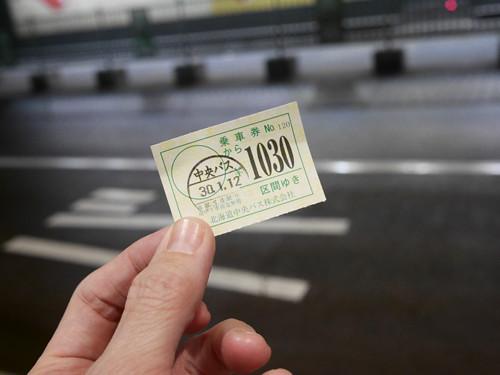 乗車券 No 120
から
中央バス
30.1.12
1030
区間ゆき
北海道中央バス株式会社